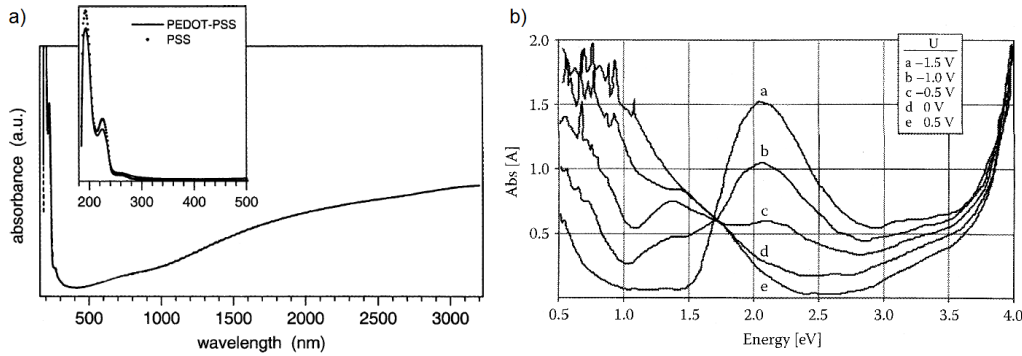 a)
PEDOT-PSS
PSS
200 300 400 500
absorbance (a.u.)
500 1000 1500 2000 2500 3000
wavelength (nm)
b)
2.0
1.5
1.0
0.5
Abs [A]
U
a −1.5 V
b −1.0 V
c −0.5 V
d 0 V
e 0.5 V
a
b
c
d
e
0.5 1.0 1.5 2.0 2.5 3.0 3.5 4.0
Energy [eV]